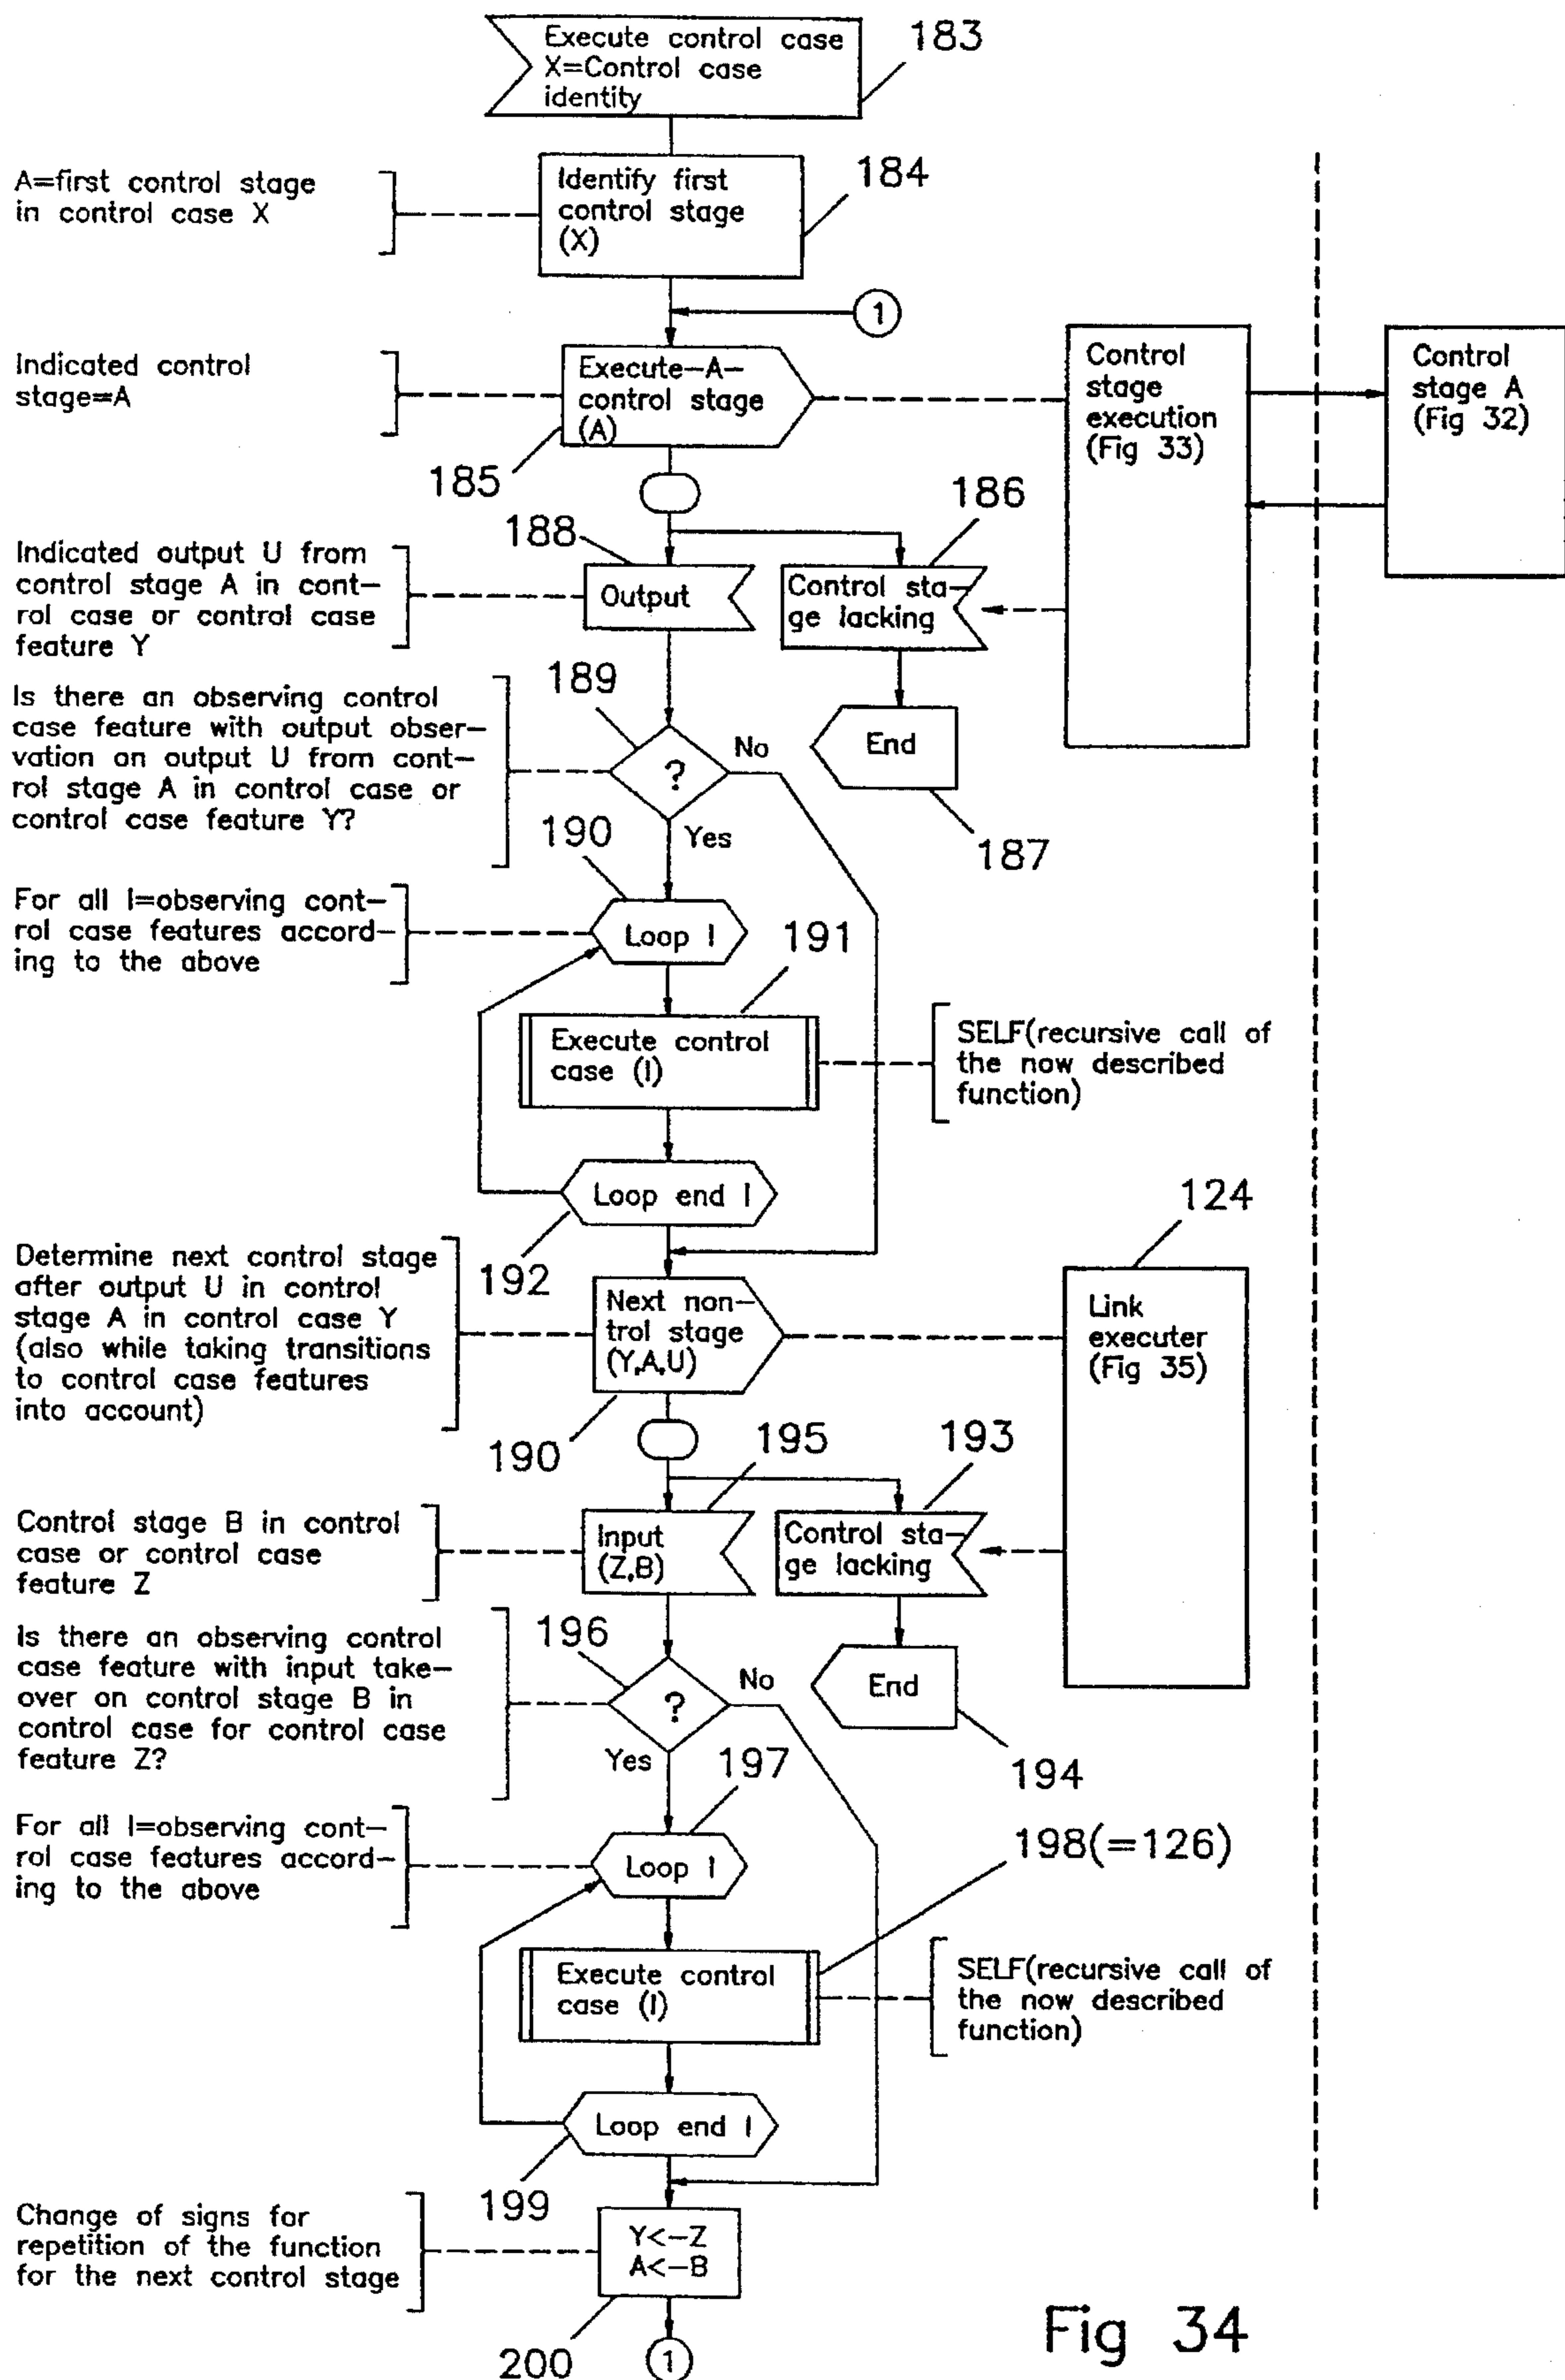 Execute control case
X=Control case
identity
183
A=first control stage
in control case X
Identify first
control stage
(X)
184
1
Indicated control
stage=A
Execute-A-
control stage
(A)
185
Control
stage
execution
(Fig 33)
Control
stage A
(Fig 32)
186
188
Indicated output U from
control stage A in cont-
rol case or control case
feature Y
Output
Control sta-
ge lacking
189
Is there an observing control
case feature with output obser-
vation on output U from cont-
rol stage A in control case or
control case feature Y?
?
No
Yes
End
187
190
For all I=observing cont-
rol case features accord-
ing to the above
Loop I
191
Execute control
case (I)
SELF(recursive call of
the now described
function)
Loop end I
192
124
Determine next control stage
after output U in control
stage A in control case Y
(also while taking transitions
to control case features
into account)
Next non-
trol stage
(Y,A,U)
190
Link
executer
(Fig 35)
195
193
Control stage B in control
case or control case
feature Z
Input
(Z,B)
Control sta-
ge lacking
196
Is there an observing control
case feature with input take-
over on control stage B in
control case for control case
feature Z?
?
No
Yes
End
194
197
For all I=observing cont-
rol case features accord-
ing to the above
Loop I
198(=126)
Execute control
case (I)
SELF(recursive call of
the now described
function)
Loop end I
199
Change of signs for
repetition of the function
for the next control stage
Y<-Z
A<-B
200
1
Fig 34